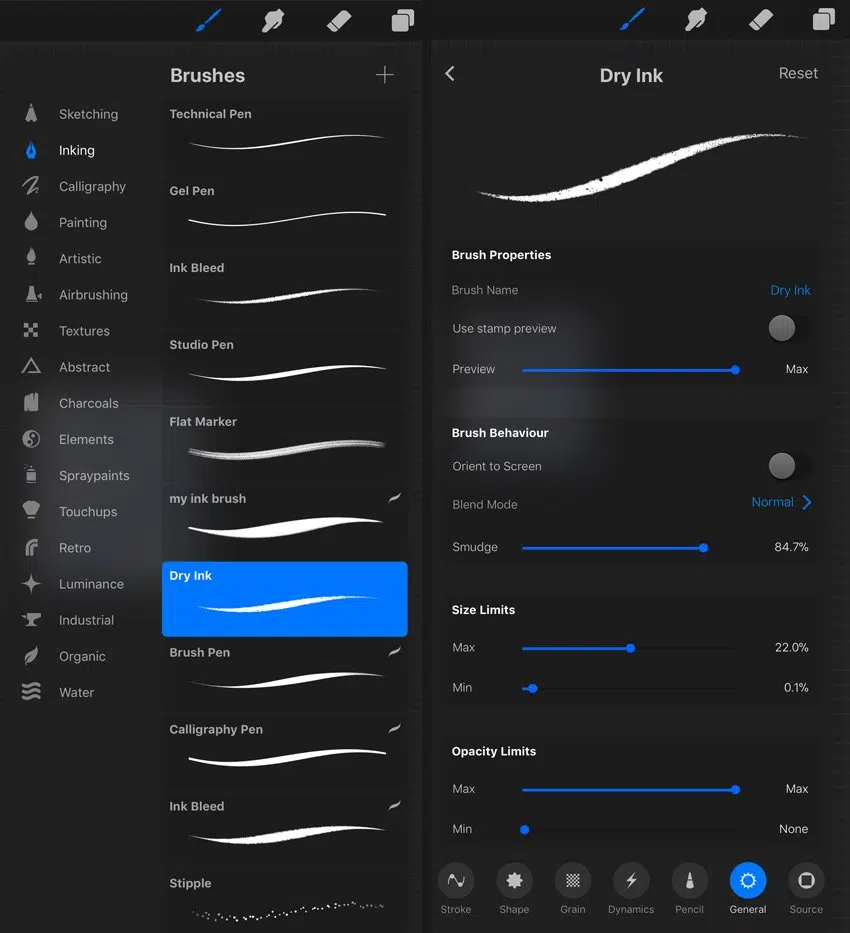 Brushes
Sketching
Inking
Calligraphy
Painting
Artistic
Airbrushing
Textures
Abstract
Charcoals
Elements
Spraypaints
Touchups
Retro
Luminance
Industrial
Organic
Water
Technical Pen
Gel Pen
Ink Bleed
Studio Pen
Flat Marker
my ink brush
Dry Ink
Brush Pen
Calligraphy Pen
Ink Bleed
Stipple
Dry Ink Reset
Brush Properties
Brush Name Dry Ink
Use stamp preview
Preview Max
Brush Behaviour
Orient to Screen
Blend Mode Normal
Smudge 84.7%
Size Limits
Max 22.0%
Min 0.1%
Opacity Limits
Max Max
Min None
Stroke Shape Grain Dynamics Pencil General Source